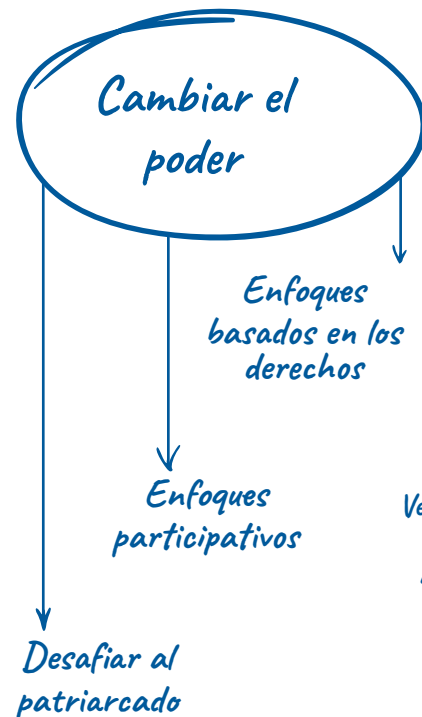 Cambiar el
poder
Enfoques
basados en los
derechos
Enfoques
participativos
Desafiar al
patriarcado